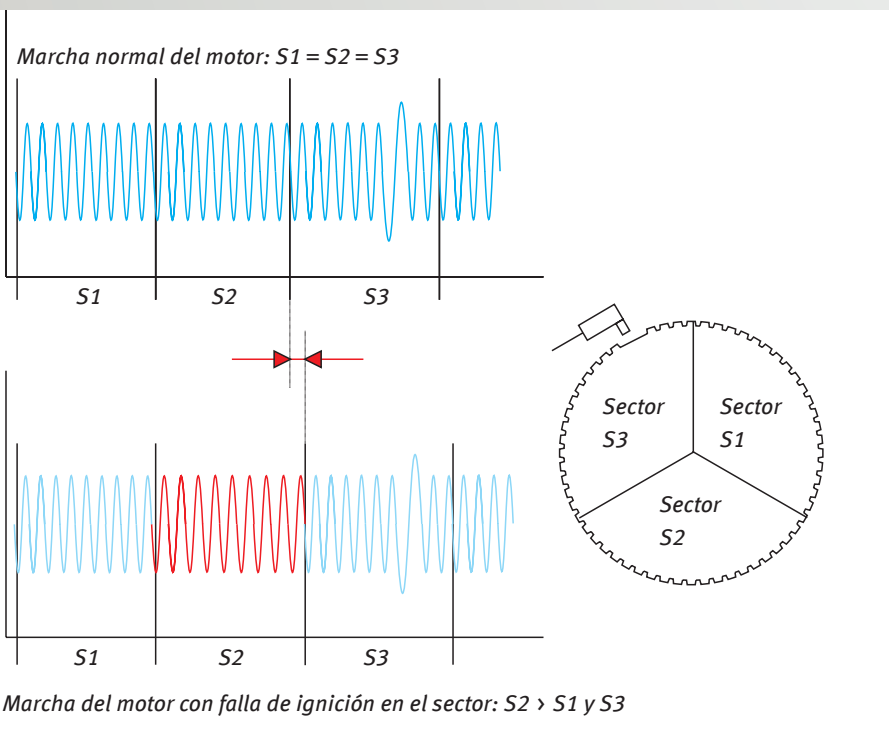 Marcha normal del motor: S1 = S2 = S3
S1
S2
S3
Sector
S3
Sector
S1
Sector
S2
S1
S2
S3
Marcha del motor con falla de ignición en el sector: S2 › S1 y S3